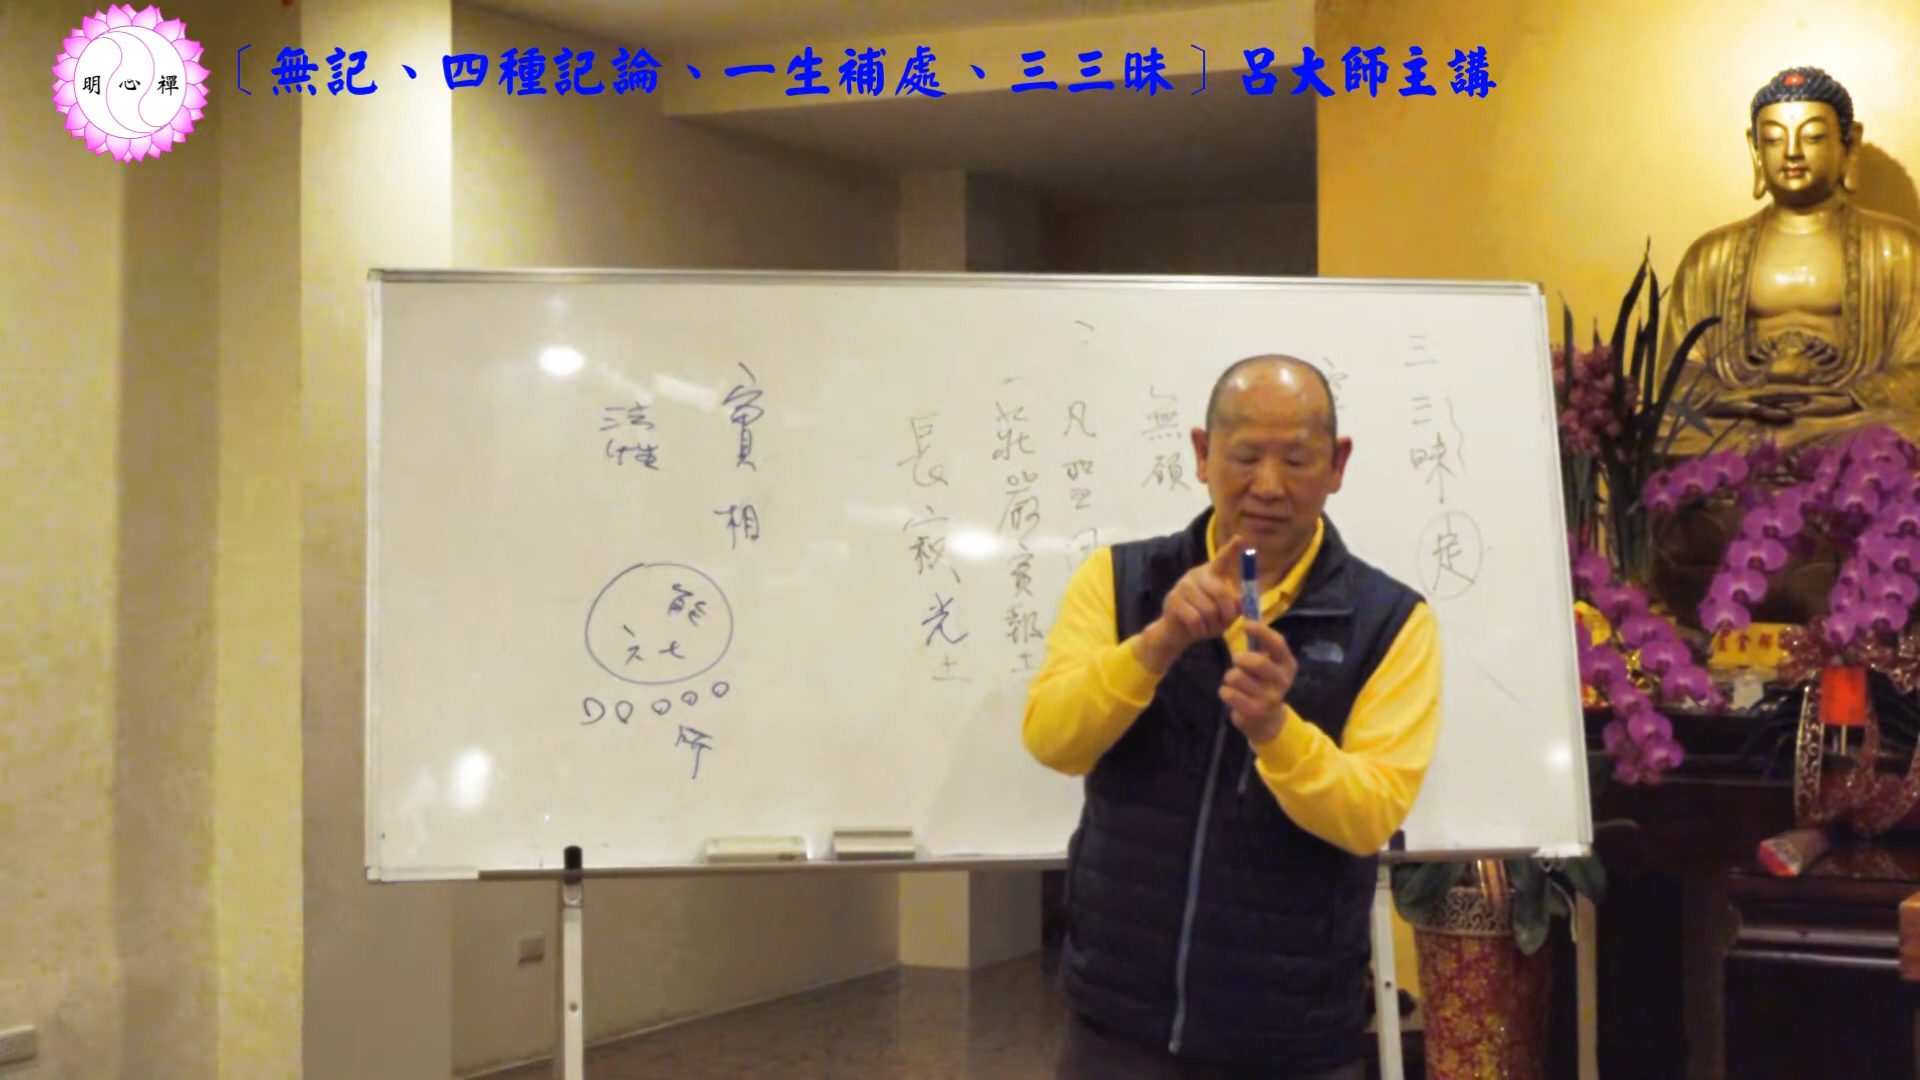 明心禪
〔無記、四種記論、一生補處、三三昧〕呂大師主講
三三昧
定
無願
凡聖同
莊嚴實報土
長寂光土
實相
法
能
六七
所